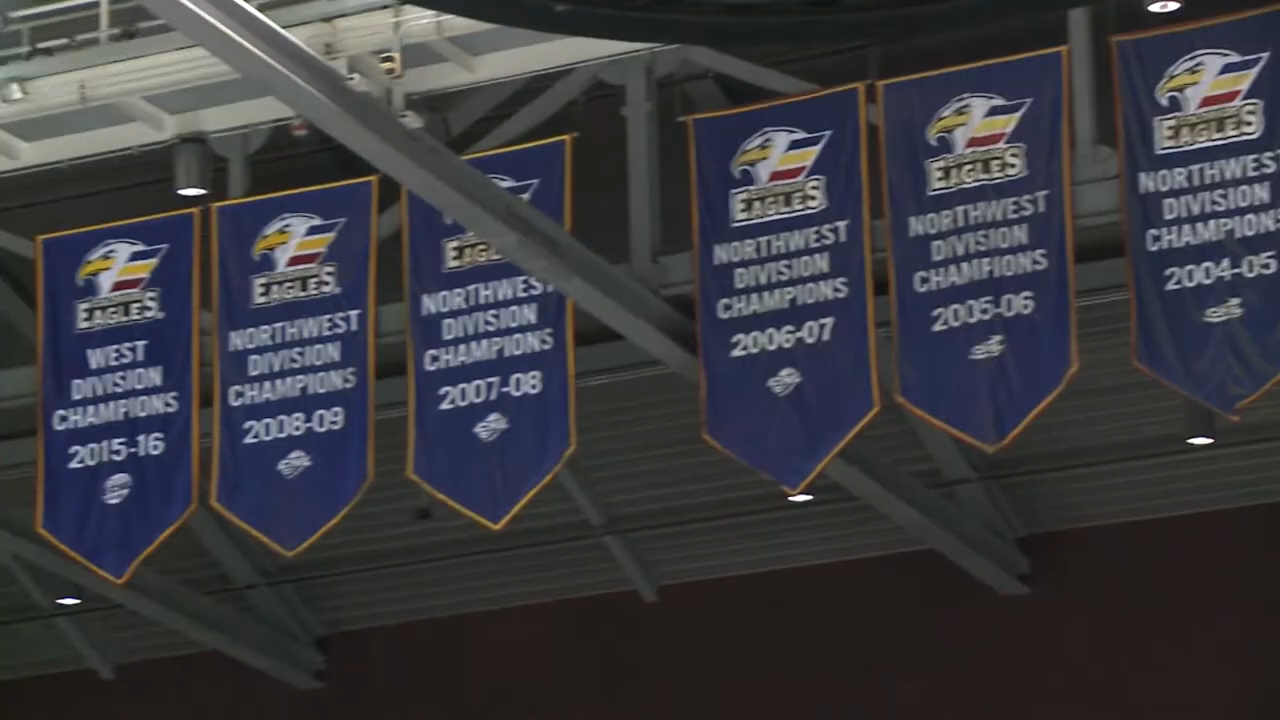 EAGLES
WEST
DIVISION
CHAMPIONS
2015-16
EAGLES
NORTHWEST
DIVISION
CHAMPIONS
2008-09
EAGLES
NORTHWEST
DIVISION
CHAMPIONS
2007-08
EAGLES
NORTHWEST
DIVISION
CHAMPIONS
2006-07
EAGLES
NORTHWEST
DIVISION
CHAMPIONS
2005-06
EAGLES
NORTHWEST
DIVISION
CHAMPIONS
2004-05